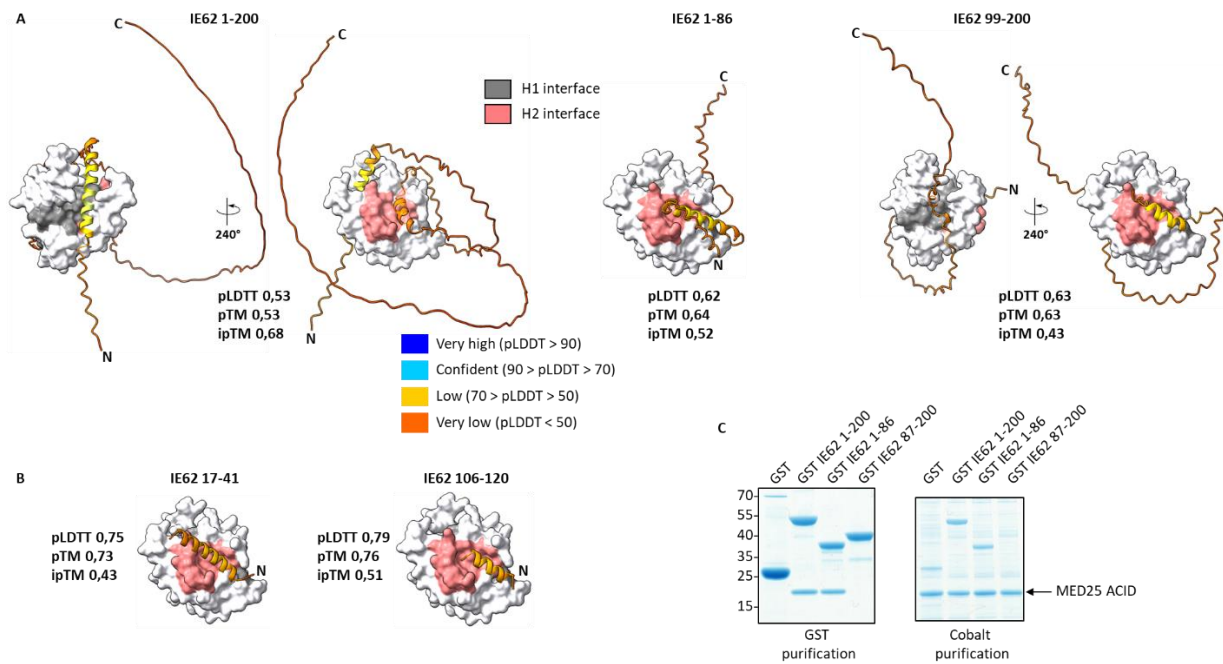 A
IE62 1-200
IE62 1-86
IE62 99-200
C
C
C
C
C
H1 interface
H2 interface
N
240°
240°
N
N
N
pLDTT 0,53
pTM 0,53
ipTM 0,68
pLDTT 0,62
pTM 0,64
ipTM 0,52
pLDTT 0,63
pTM 0,63
ipTM 0,43
N
Very high (pLDDT > 90)
Confident (90 > pLDDT > 70)
Low (70 > pLDDT > 50)
Very low (pLDDT < 50)
B
IE62 17-41
IE62 106-120
pLDTT 0,75
pTM 0,73
ipTM 0,43
N
pLDTT 0,79
pTM 0,76
ipTM 0,51
N
C
GST
GST IE62 1-200
GST IE62 1-86
GST IE62 87-200
GST
GST IE62 1-200
GST IE62 1-86
GST IE62 87-200
70
55
40
35
25
15
MED25 ACID
GST
purification
Cobalt
purification